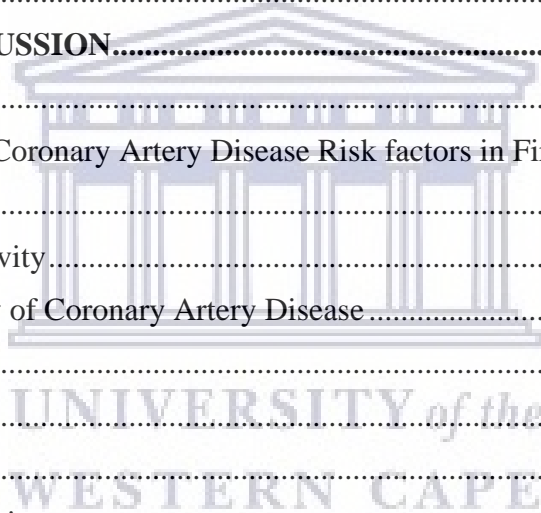 ................................................................
USSION................................................................
................................................................
Coronary Artery Disease Risk factors in Fi
................................................................
vity................................................................
of Coronary Artery Disease................................
................................................................
UNIVERSITY of the
................................................................
................................................................
WESTERN CAPE